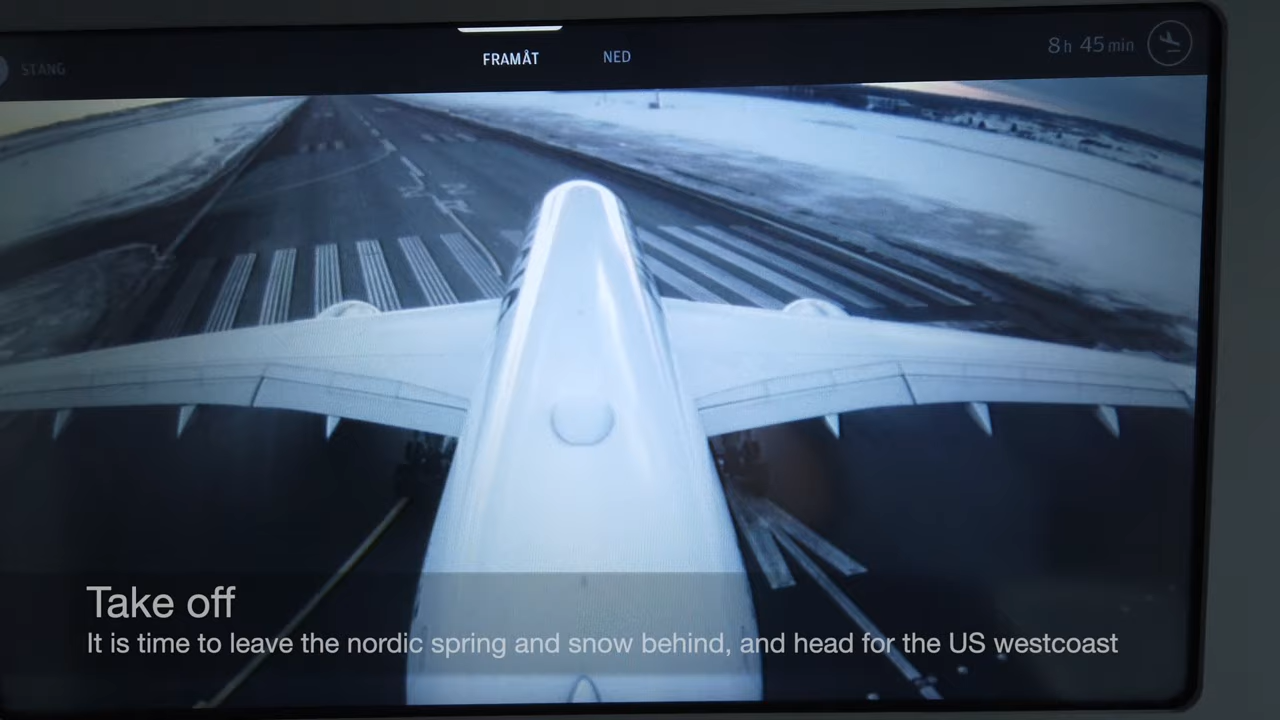 STANG
FRAMÅT
NED
8h 45min
Take off
It is time to leave the nordic spring and snow behind, and head for the US westcoast